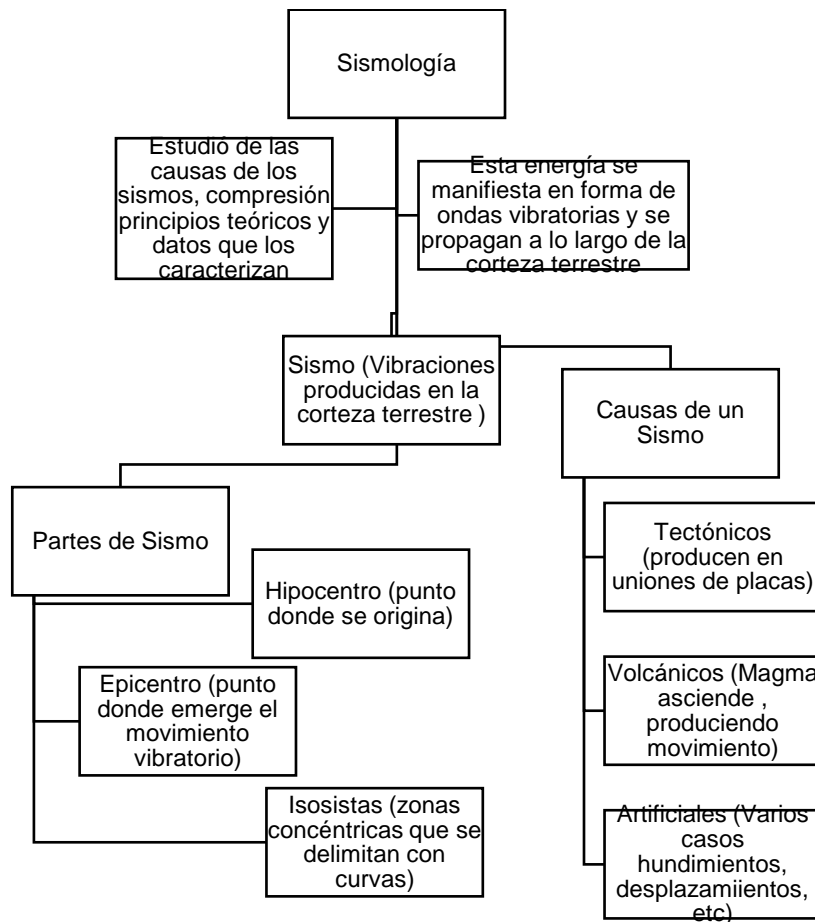 Sismología
Estudió de las
causas de los
sismos, compresión
principios teóricos y
datos que los
caracterizan
Esta energía se
manifiesta en forma de
ondas vibratorias y se
propagan a lo largo de la
corteza terrestre
Sismo (Vibraciones
producidas en la
corteza terrestre )
Causas de un
Sismo
Partes de Sismo
Hipocentro (punto
donde se origina)
Epicentro (punto
donde emerge el
movimiento
vibratorio)
Isosistas (zonas
concéntricas que se
delimitan con
curvas)
Tectónicos
(producen en
uniones de placas)
Volcánicos (Magma
asciende ,
produciendo
movimiento)
Artificiales (Varios
casos
hundimientos,
desplazamiientos,
etc)